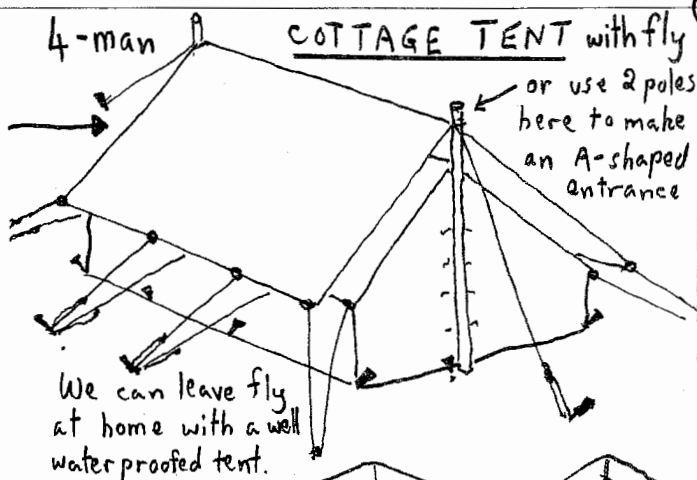 4-man COTTAGE TENT with fly
or use 2 poles
here to make
an A-shaped
entrance
We can leave fly
at home with a well
waterproofed tent.